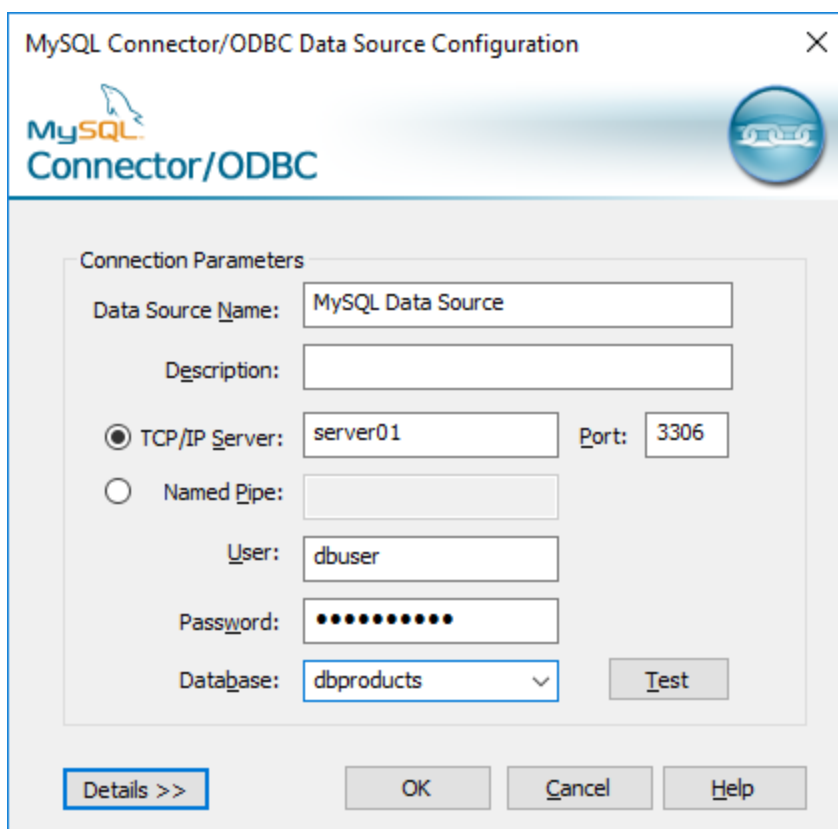 MySQL Connector/ODBC Data Source Configuration
MySQL
Connector/ODBC
Connection Parameters
Data Source Name: MySQL Data Source
Description:
TCP/IP Server: server01 Port: 3306
Named Pipe:
User: dbuser
Password: ●●●●●●●●●●
Database: dbproducts Test
Details >> OK Cancel Help